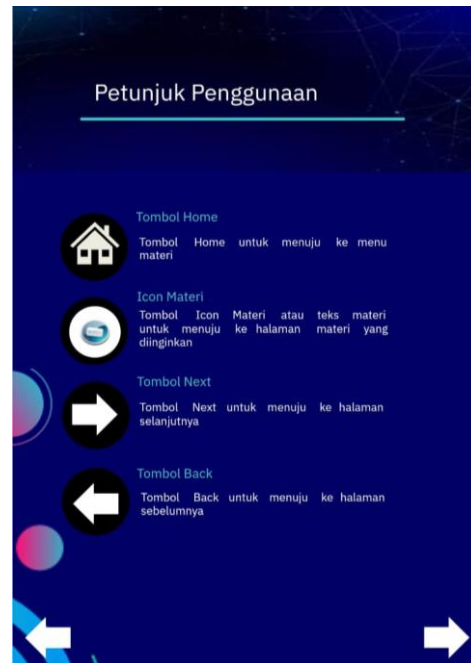 Petunjuk Penggunaan
Tombol Home
Tombol Home untuk menuju ke menu
materi
Icon Materi
Tombol Icon Materi atau teks materi
untuk menuju ke halaman materi yang
diinginkan
Tombol Next
Tombol Next untuk menuju ke halaman
selanjutnya
Tombol Back
Tombol Back untuk menuju ke halaman
sebelumnya